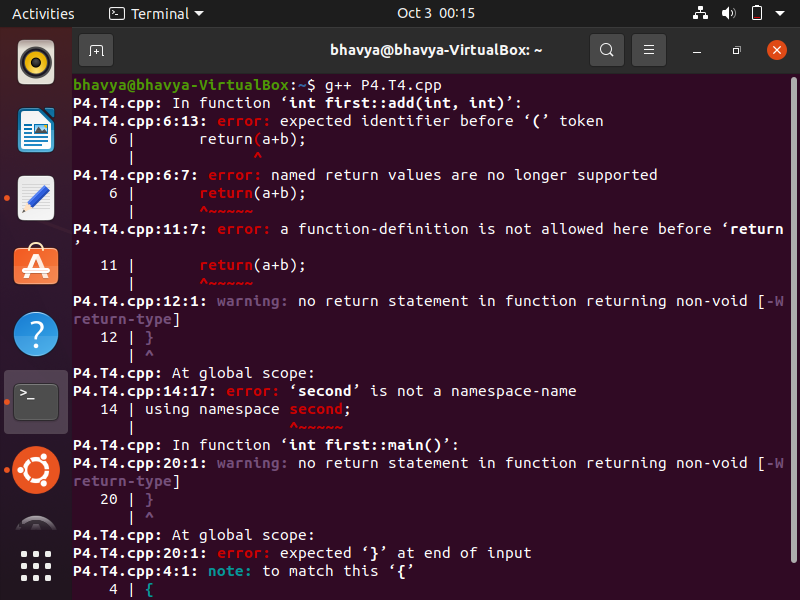 Activities
Terminal
Oct 3 00:15
bhavya@bhavya-VirtualBox: ~
bhavya@bhavya-VirtualBox:~$ g++ P4.T4.cpp
P4.T4.cpp: In function ‘int first::add(int, int)’:
P4.T4.cpp:6:13: error: expected identifier before ‘(’ token
6 | return(a+b);
| ^
P4.T4.cpp:6:7: error: named return values are no longer supported
6 | return(a+b);
| ^~~~~~
P4.T4.cpp:11:7: error: a function-definition is not allowed here before ‘return
’
11 | return(a+b);
| ^~~~~~
P4.T4.cpp:12:1: warning: no return statement in function returning non-void [-W
return-type]
12 | }
| ^
P4.T4.cpp: At global scope:
P4.T4.cpp:14:17: error: ‘second’ is not a namespace-name
14 | using namespace second;
| ^~~~~~
P4.T4.cpp: In function ‘int first::main()’:
P4.T4.cpp:20:1: warning: no return statement in function returning non-void [-W
return-type]
20 | }
| ^
P4.T4.cpp: At global scope:
P4.T4.cpp:20:1: error: expected ‘}’ at end of input
P4.T4.cpp:4:1: note: to match this ‘{’
4 | {